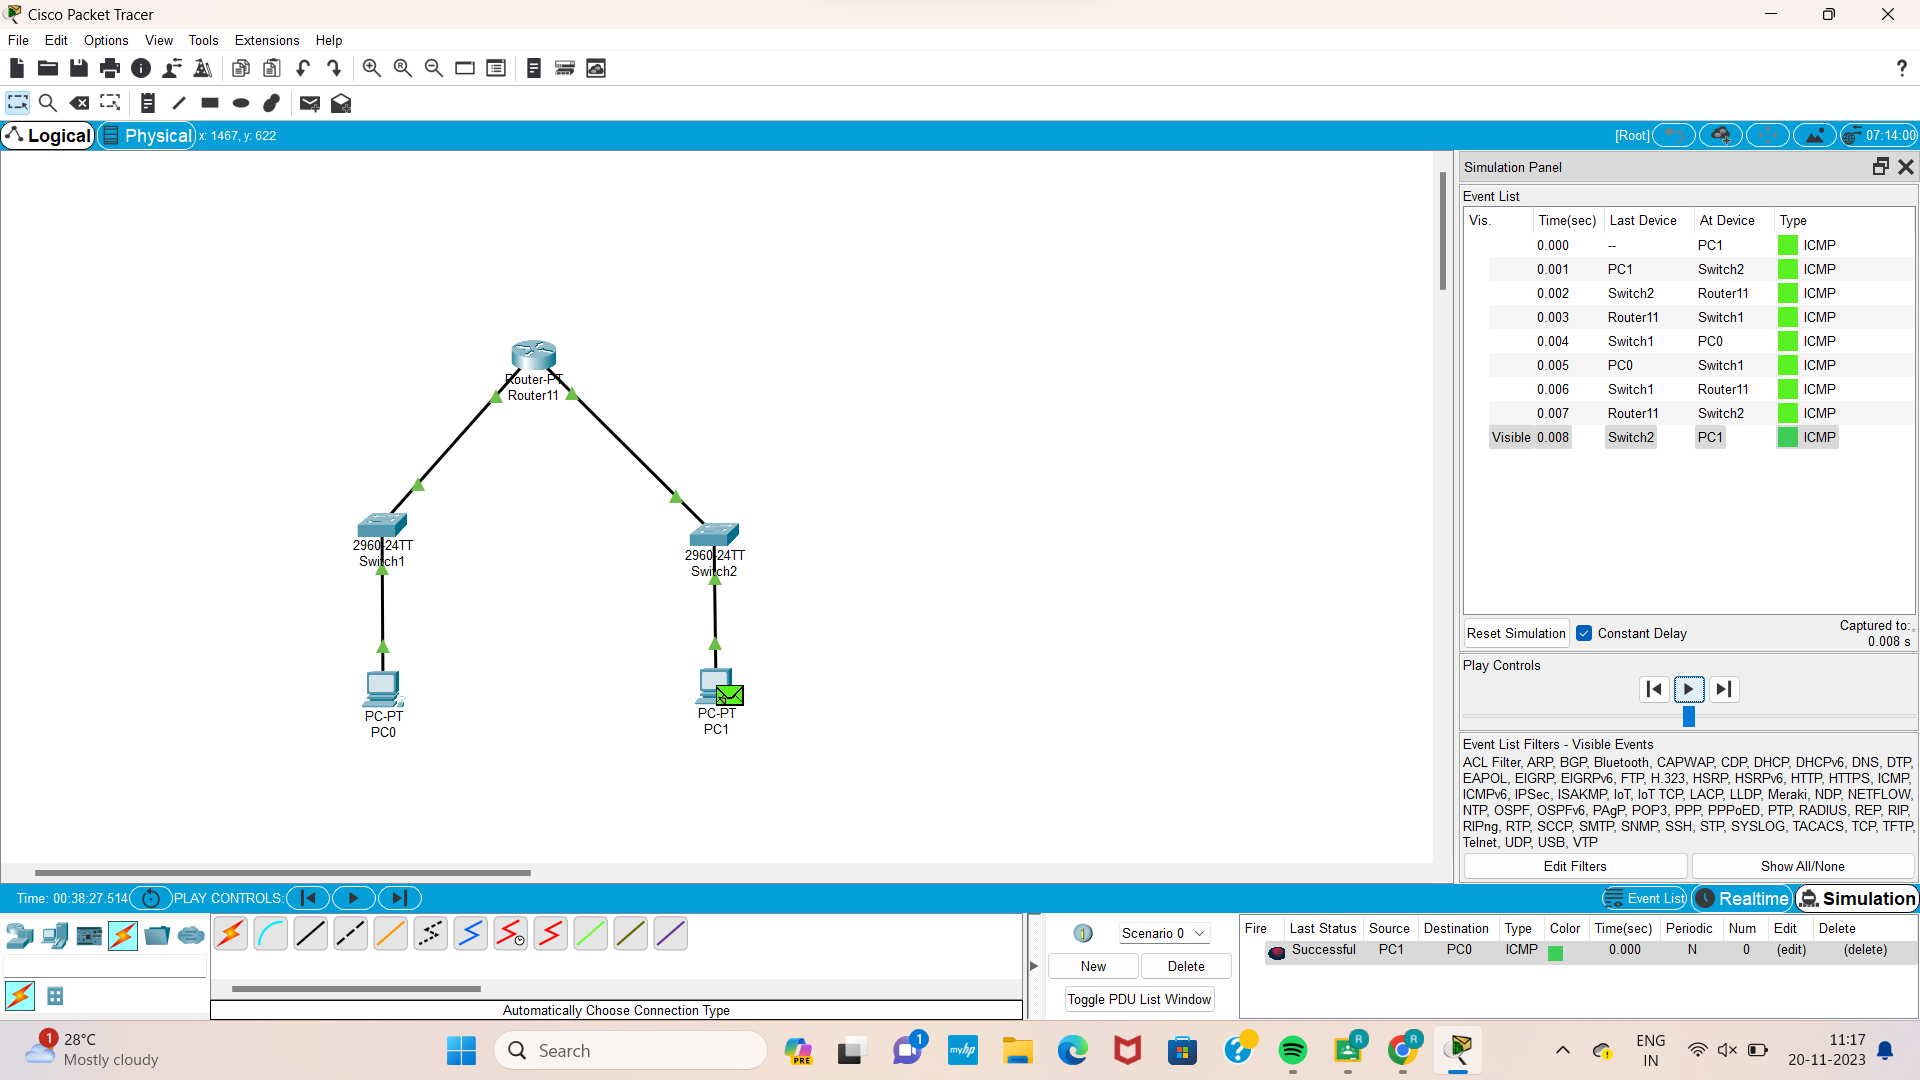 Cisco Packet Tracer
File Edit Options View Tools Extensions Help
?
Logical Physical x: 1467, y: 622 [Root] 07:14:00
Router-PT
Router11
2960-24TT
Switch1
2960-24TT
Switch2
PC-PT
PC0
PC-PT
PC1
Simulation Panel
Event List
Vis. Time(sec) Last Device At Device Type
0.000 -- PC1 ICMP
0.001 PC1 Switch2 ICMP
0.002 Switch2 Router11 ICMP
0.003 Router11 Switch1 ICMP
0.004 Switch1 PC0 ICMP
0.005 PC0 Switch1 ICMP
0.006 Switch1 Router11 ICMP
0.007 Router11 Switch2 ICMP
Visible 0.008 Switch2 PC1 ICMP
Reset Simulation Constant Delay Captured to:
0.008 s
Play Controls
Event List Filters - Visible Events
ACL Filter, ARP, BGP, Bluetooth, CAPWAP, CDP, DHCP, DHCPv6, DNS, DTP,
EAPOL, EIGRP, EIGRPv6, FTP, H.323, HSRP, HSRPv6, HTTP, HTTPS, ICMP,
ICMPv6, IPSec, ISAKMP, IoT, IoT TCP, LACP, LLDP, Meraki, NDP, NETFLOW,
NTP, OSPF, OSPFv6, PAgP, POP3, PPP, PPPoED, PTP, RADIUS, REP, RIP,
RIPng, RTP, SCCP, SMTP, SNMP, SSH, STP, SYSLOG, TACACS, TCP, TFTP,
Telnet, UDP, USB, VTP
Edit Filters Show All/None
Time: 00:38:27.514 PLAY CONTROLS: Event List Realtime Simulation
Automatically Choose Connection Type
Scenario 0
New Delete
Toggle PDU List Window
Fire Last Status Source Destination Type Color Time(sec) Periodic Num Edit Delete
Successful PC1 PC0 ICMP 0.000 N 0 (edit) (delete)
1
28°C
Mostly cloudy
Search
PRE
1
myhp
R
R
ENG
IN
11:17
20-11-2023